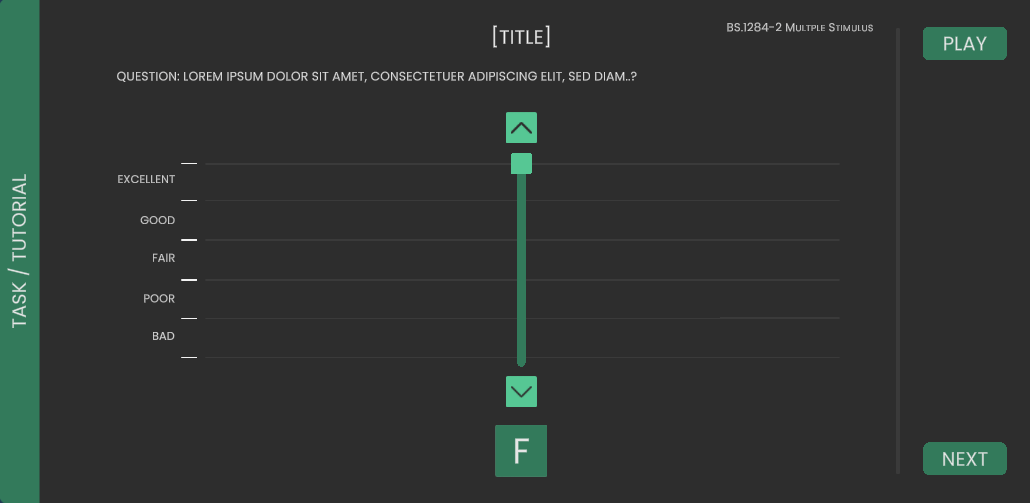 [TITLE]
BS.1284-2 Multple Stimulus
PLAY
QUESTION: LOREM IPSUM DOLOR SIT AMET, CONSECTETUER ADIPISCING ELIT, SED DIAM..?
EXCELLENT
GOOD
FAIR
POOR
BAD
TASK / TUTORIAL
F
NEXT